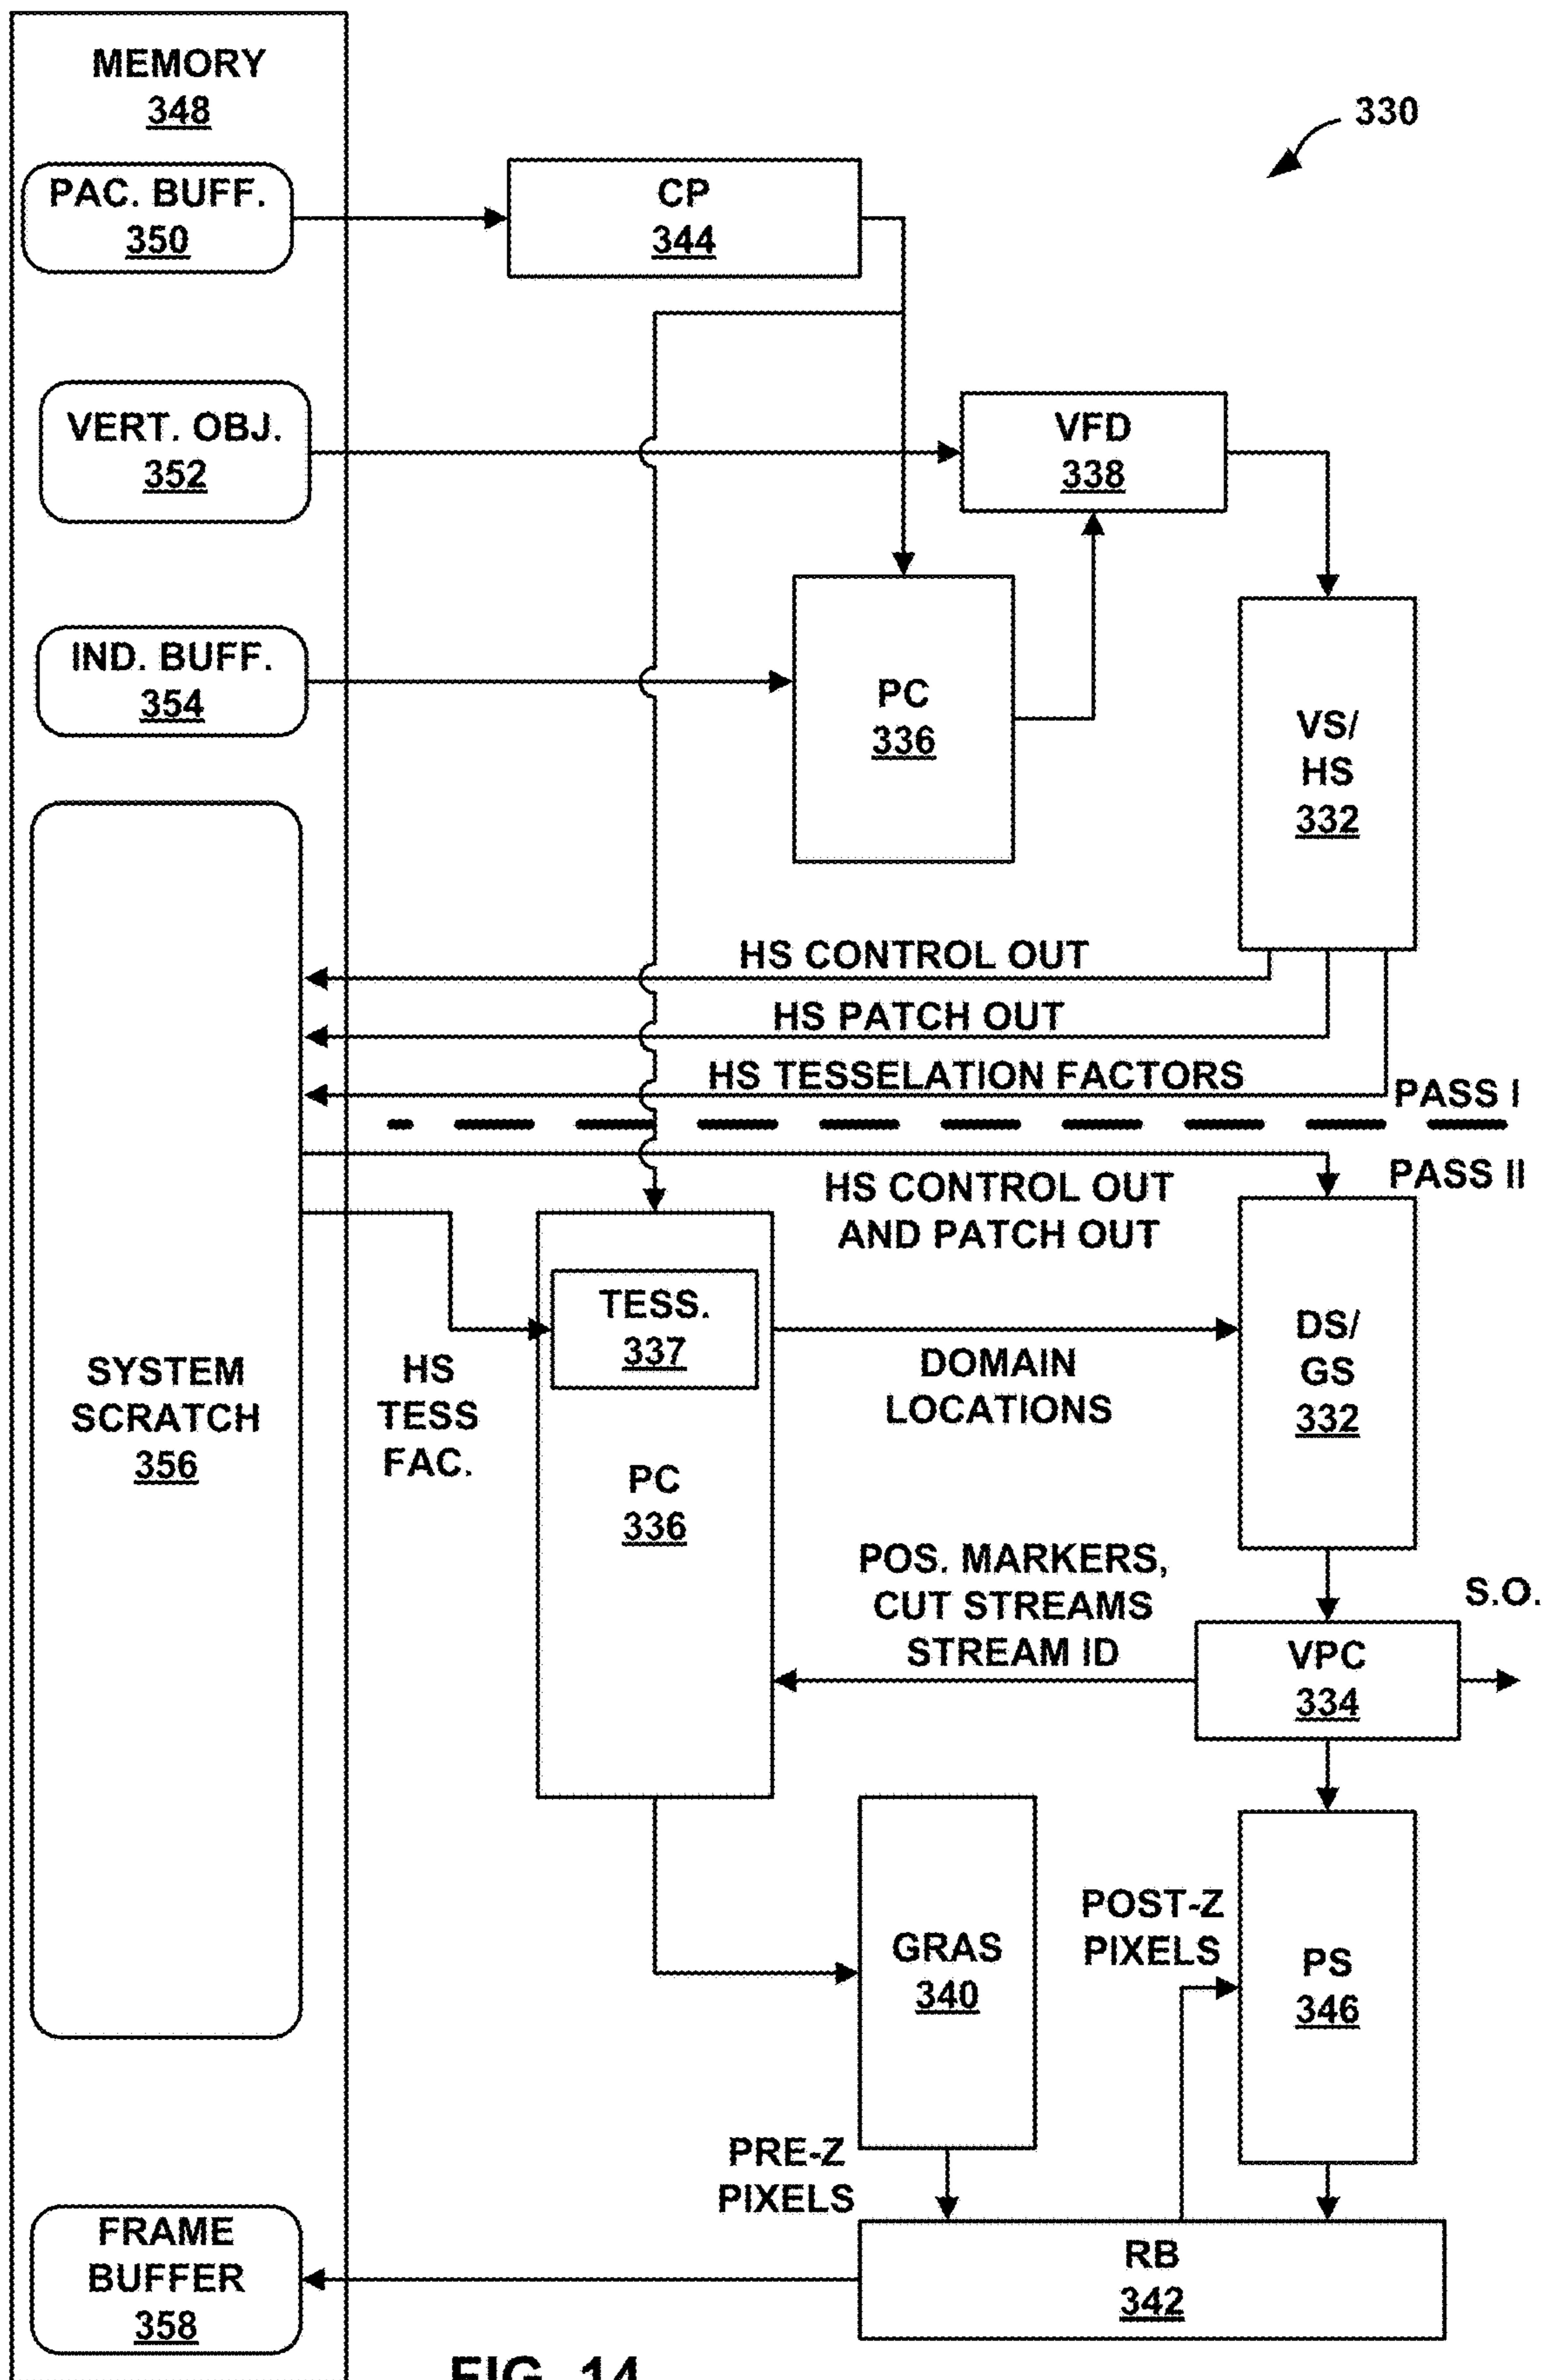 MEMORY
348
330
PAC. BUFF.
350
CP
344
VERT. OBJ.
352
VFD
338
IND. BUFF.
354
PC
336
VS/
HS
332
HS CONTROL OUT
HS PATCH OUT
HS TESSELATION FACTORS
PASS I
PASS II
HS CONTROL OUT
AND PATCH OUT
SYSTEM
SCRATCH
356
HS
TESS
FAC.
TESS.
337
PC
336
DOMAIN
LOCATIONS
DS/
GS
332
POS. MARKERS,
CUT STREAMS
STREAM ID
S.O.
VPC
334
GRAS
340
POST-Z
PIXELS
PS
346
PRE-Z
PIXELS
FRAME
BUFFER
358
RB
342
FIG. 14